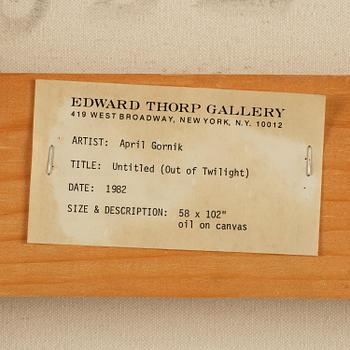 EDWARD THORP GALLERY
419 WEST BROADWAY, NEW YORK, N.Y. 10012
ARTIST: April Gornik
TITLE: Untitled (Out of Twilight)
DATE: 1982
SIZE & DESCRIPTION: 58 x 102"
oil on canvas